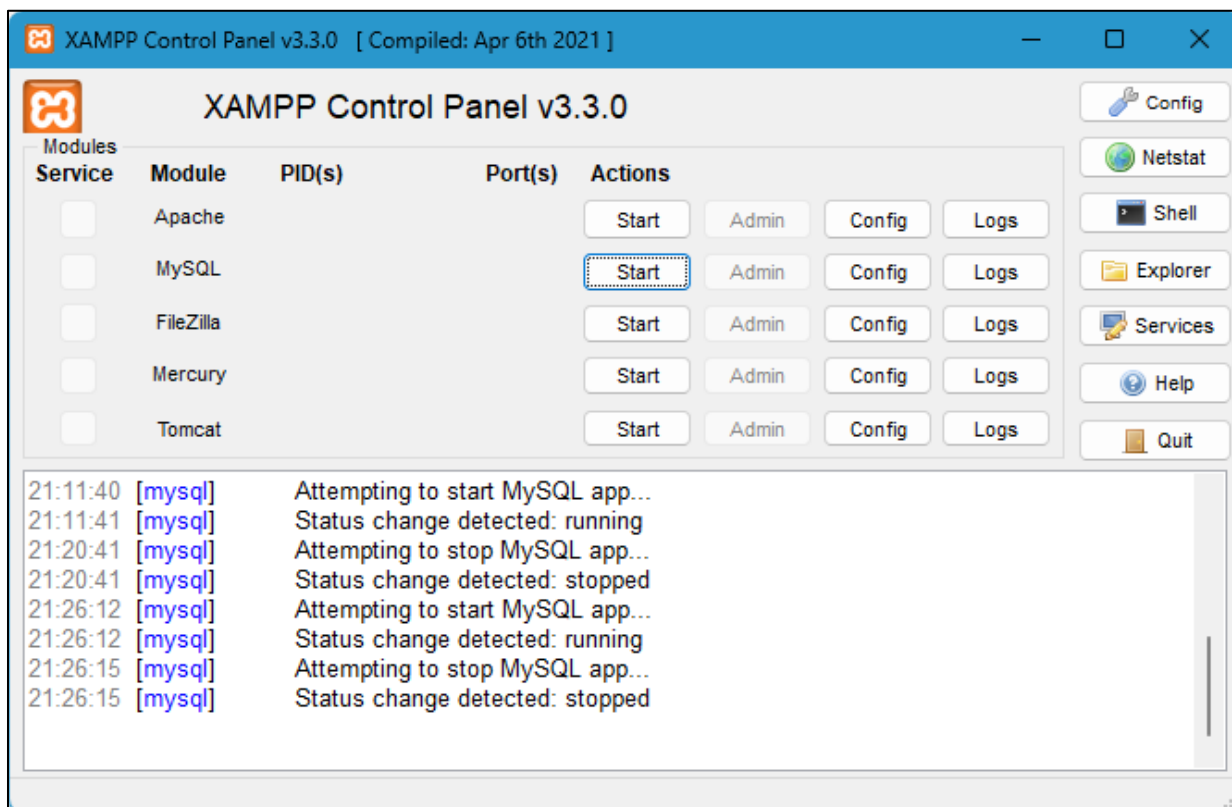 XAMPP Control Panel v3.3.0 [ Compiled: Apr 6th 2021 ]
XAMPP Control Panel v3.3.0
Config
Modules
Netstat
Service Module PID(s) Port(s) Actions
Apache Start Admin Config Logs
Shell
MySQL Start Admin Config Logs
Explorer
FileZilla Start Admin Config Logs
Services
Mercury Start Admin Config Logs
Help
Tomcat Start Admin Config Logs
Quit
21:11:40 [mysql] Attempting to start MySQL app...
21:11:41 [mysql] Status change detected: running
21:20:41 [mysql] Attempting to stop MySQL app...
21:20:41 [mysql] Status change detected: stopped
21:26:12 [mysql] Attempting to start MySQL app...
21:26:12 [mysql] Status change detected: running
21:26:15 [mysql] Attempting to stop MySQL app...
21:26:15 [mysql] Status change detected: stopped